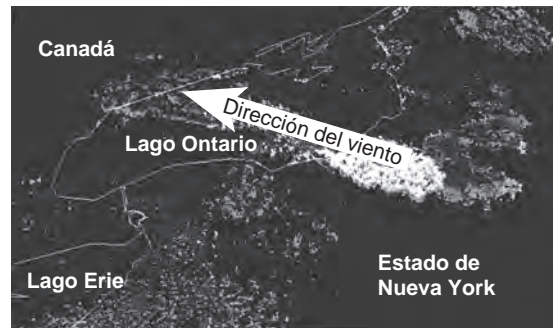 Canadá
Dirección del viento
Lago Ontario
Lago Erie
Estado de
Nueva York